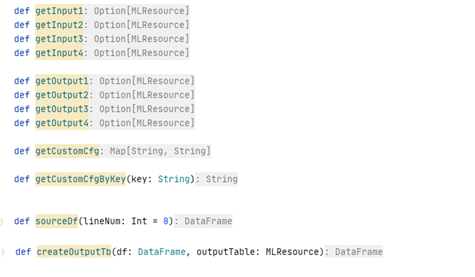 def getInput1: Option[MLResource]
def getInput2: Option[MLResource]
def getInput3: Option[MLResource]
def getInput4: Option[MLResource]
def getOutput1: Option[MLResource]
def getOutput2: Option[MLResource]
def getOutput3: Option[MLResource]
def getOutput4: Option[MLResource]
def getCustomCfg: Map[String, String]
def getCustomCfgByKey(key: String): String
def sourceDf(lineNum: Int = 0): DataFrame
def createOutputTb(df: DataFrame, outputTable: MLResource): DataFrame